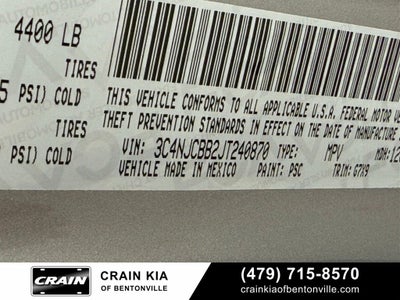 4400 LB
TIRES
5 PSI) COLD
TIRES
PSI) COLD
THIS VEHICLE CONFORMS TO ALL APPLICABLE U.S.A. FEDERAL MOTOR
THEFT PREVENTION STANDARDS IN EFFECT ON THE DATE OF MANUFACTURE
VIN: 3C4NJCBB2JT240870 TYPE: MPV MDH:
VEHICLE MADE IN MEXICO PAINT: PSC TRIM: G7X9
CRAIN
CRAIN KIA
OF BENTONVILLE
(479) 715-8570
crainkiaofbentonville.com